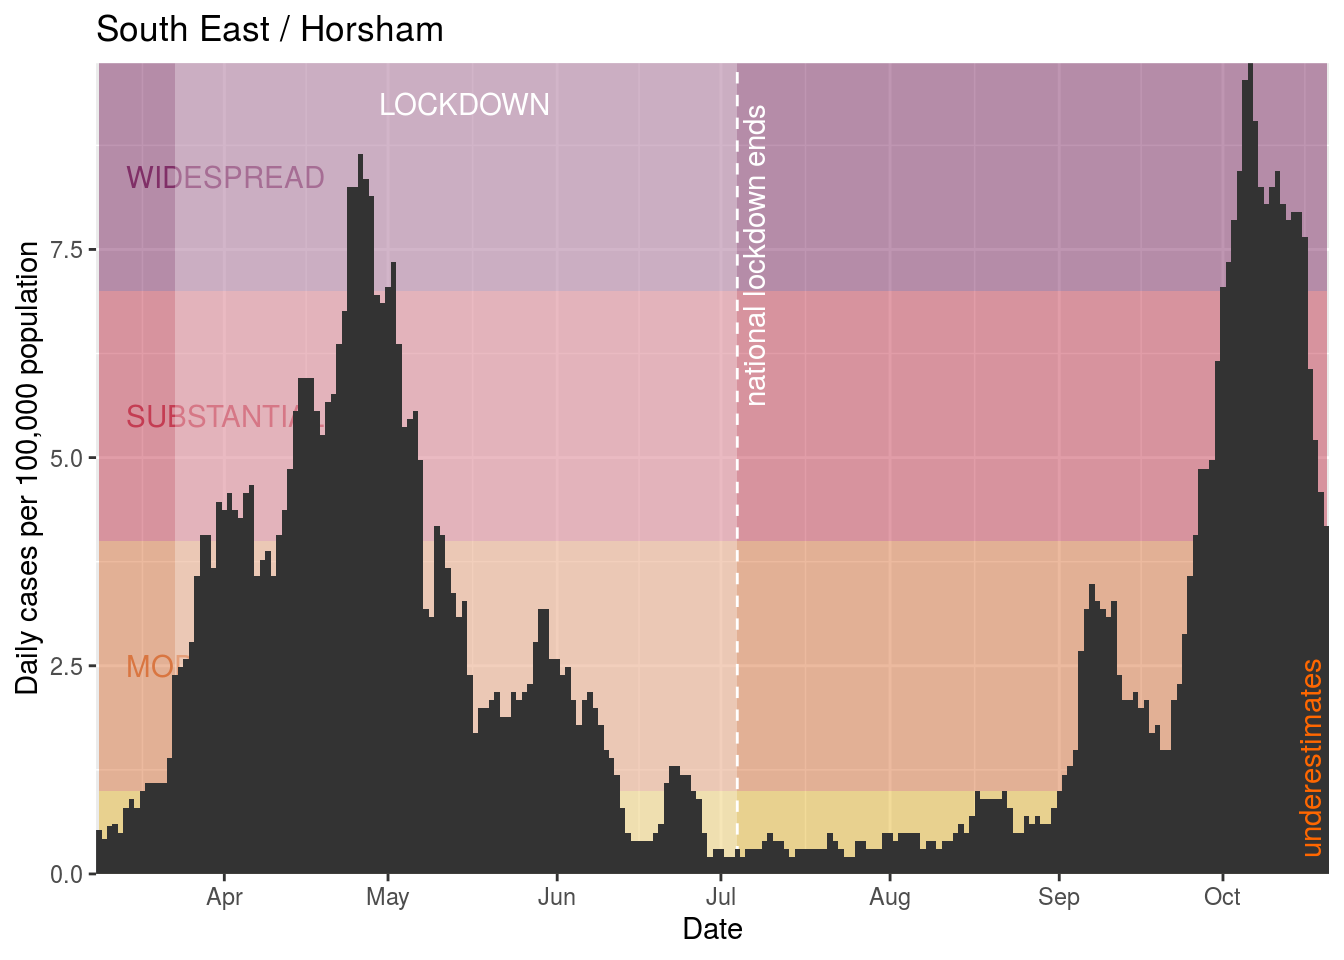 South East / Horsham
LOCKDOWN
WIDESPREAD
national lockdown ends
SUBSTANTIAL
underestimates
Daily cases per 100,000 population
7.5
5.0
2.5
0.0
Apr May Jun Jul Aug Sep Oct
Date